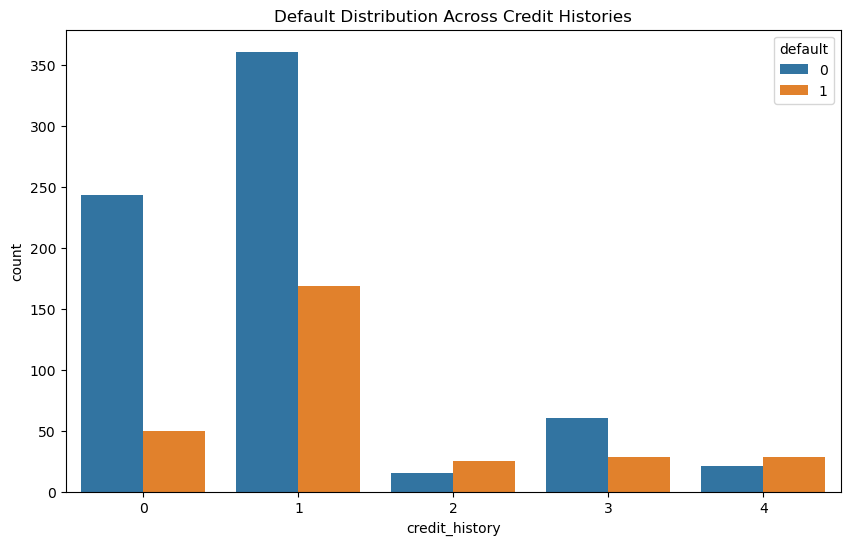 Default Distribution Across Credit Histories
default
0
1
350
300
250
200
150
100
50
0
count
0 1 2 3 4
credit_history